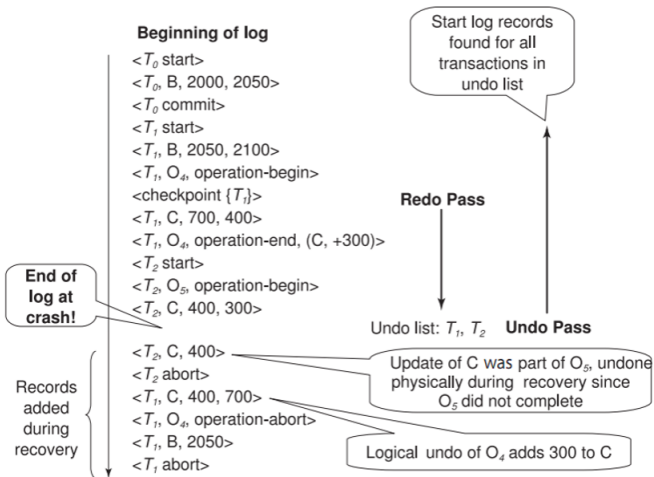 Beginning of log
<T0 start>
<T0, B, 2000, 2050>
<T0 commit>
<T1 start>
<T1, B, 2050, 2100>
<T1, O4, operation-begin>
<checkpoint {T1}>
<T1, C, 700, 400>
<T1, O4, operation-end, (C, +300)>
<T2 start>
<T2, O5, operation-begin>
<T2, C, 400, 300>
End of
log at
crash!
<T2, C, 400>
<T2 abort>
<T1, C, 400, 700>
<T1, O4, operation-abort>
<T1, B, 2050>
<T1 abort>
Records
added
during
recovery
Start log records
found for all
transactions in
undo list
Redo Pass
Undo list: T1, T2 Undo Pass
Update of C was part of O5, undone
physically during recovery since
O5 did not complete
Logical undo of O4 adds 300 to C